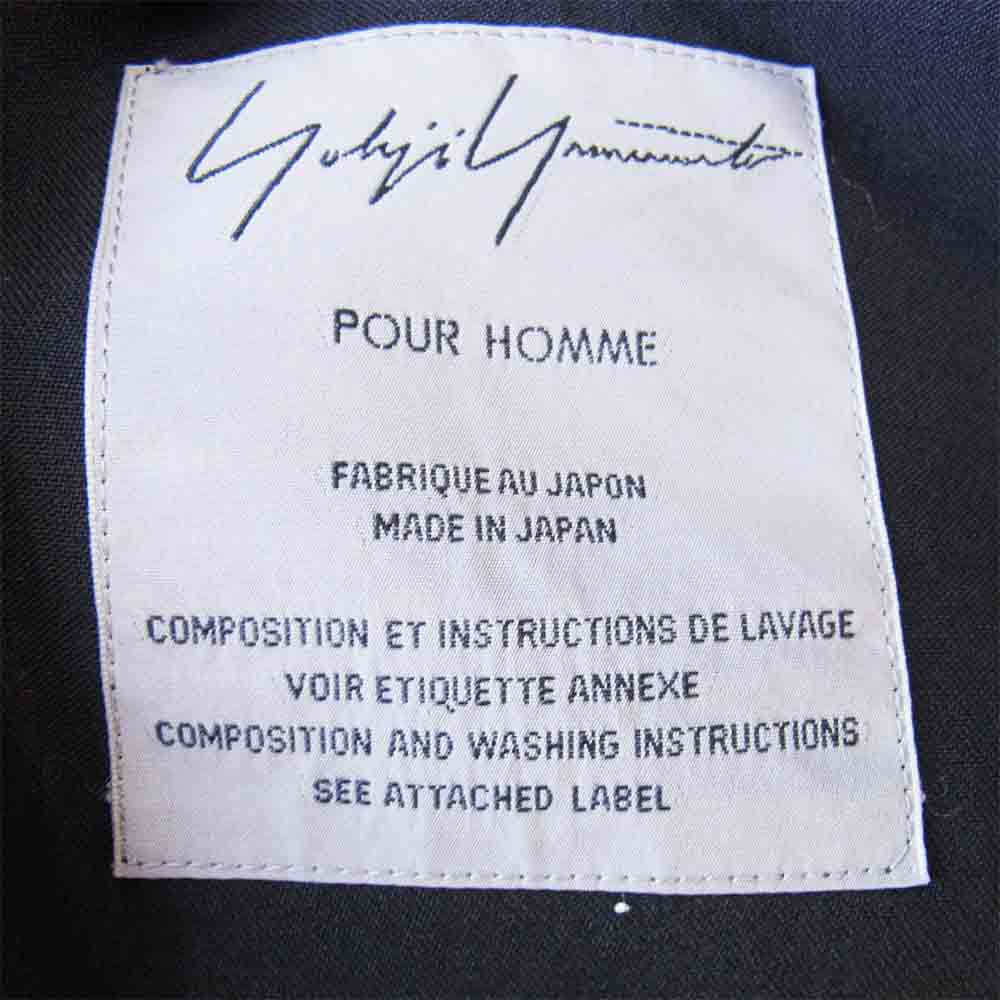 Yohji Yamamoto
POUR HOMME
FABRIQUE AU JAPON
MADE IN JAPAN
COMPOSITION ET INSTRUCTIONS DE LAVAGE
VOIR ETIQUETTE ANNEXE
COMPOSITION AND WASHING INSTRUCTIONS
SEE ATTACHED LABEL